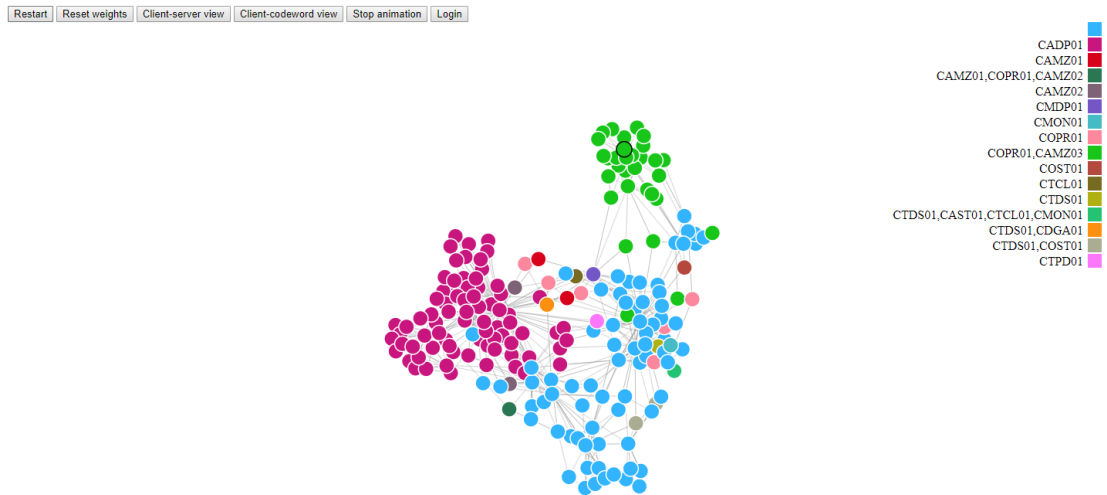 Restart Reset weights Client-server view Client-codeword view Stop animation Login
CADP01
CAMZ01
CAMZ01,COPR01,CAMZ02
CAMZ02
CMDP01
CMON01
COPR01
COPR01,CAMZ03
COST01
CTCL01
CTDS01
CTDS01,CAST01,CTCL01,CMON01
CTDS01,CDGA01
CTDS01,COST01
CTPD01